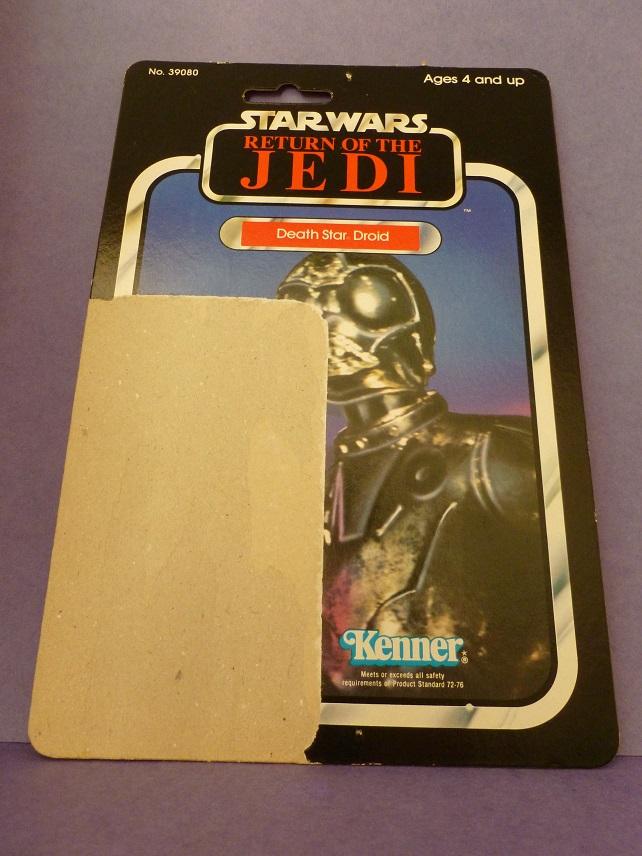 No. 39080
Ages 4 and up
STAR WARS
RETURN OF THE
JEDI
™
Death Star Droid
Kenner®
Meets or exceeds all safety
requirements of Product Standard 72-76